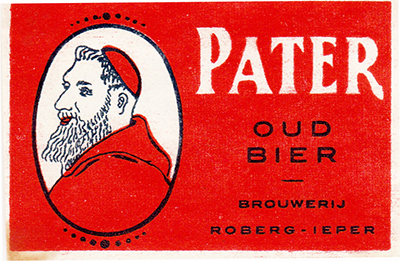 PATER
OUD
BIER
BROUWERIJ
ROBERG - IEPER